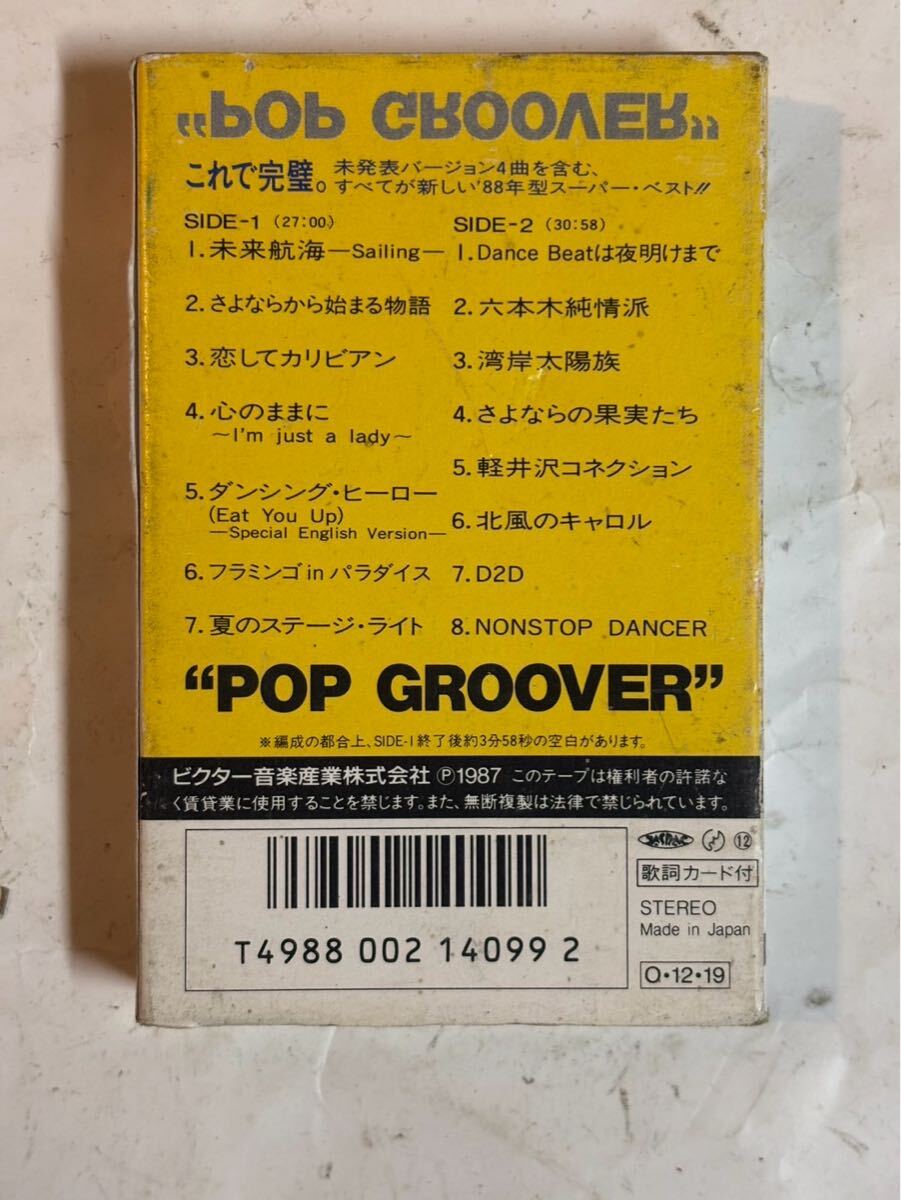 “POP GROOVER”
これで完璧。未発表バージョン4曲を含む、
すべてが新しい'88年型スーパー・ベスト!!
SIDE-1 (27:00)
1.未来航海—Sailing—
2.さよならから始まる物語
3.恋してカリビアン
4.心のままに
〜I'm just a lady〜
5.ダンシング・ヒーロー
(Eat You Up)
—Special English Version—
6.フラミンゴ in パラダイス
7.夏のステージ・ライト
SIDE-2 (30:58)
1.Dance Beatは夜明けまで
2.六本木純情派
3.湾岸太陽族
4.さよならの果実たち
5.軽井沢コネクション
6.北風のキャロル
7.D2D
8.NONSTOP DANCER
“POP GROOVER”
※編成の都合上、SIDE-1終了後約3分58秒の空白があります。
ビクター音楽産業株式会社 Ⓟ1987 このテープは権利者の許諾な
く賃貸業に使用することを禁じます。また、無断複製は法律で禁じられています。
T4988 002 14099 2
JASRAC ⑫
歌詞カード付
STEREO
Made in Japan
Q・12・19